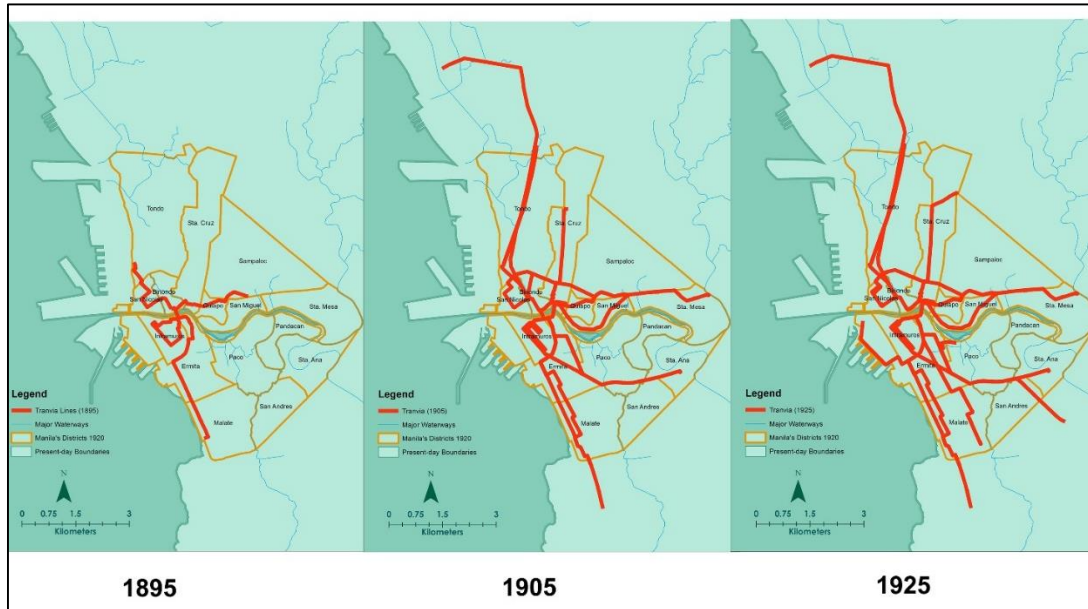 Tondo
Sta. Cruz
Sampaloc
Binondo
San Nicolas
Quiapo
San Miguel
Sta. Mesa
Pandacan
Intramuros
Paco
Sta. Ana
Ermita
San Andres
Malate
Legend
Tranvia Lines (1895)
Major Waterways
Manila's Districts 1920
Present-day Boundaries
N
0 0.75 1.5 3
Kilometers
1895
Tondo
Sta. Cruz
Sampaloc
Binondo
San Nicolas
Quiapo
San Miguel
Sta. Mesa
Pandacan
Intramuros
Paco
Sta. Ana
Ermita
San Andres
Malate
Legend
Tranvia (1905)
Major Waterways
Manila's Districts 1920
Present-day Boundaries
N
0 0.75 1.5 3
Kilometers
1905
Tondo
Sta. Cruz
Sampaloc
Binondo
San Nicolas
Quiapo
San Miguel
Sta. Mesa
Pandacan
Intramuros
Paco
Sta. Ana
Ermita
San Andres
Malate
Legend
Tranvia (1925)
Major Waterways
Manila's Districts 1920
Present-day Boundaries
N
0 0.75 1.5 3
Kilometers
1925